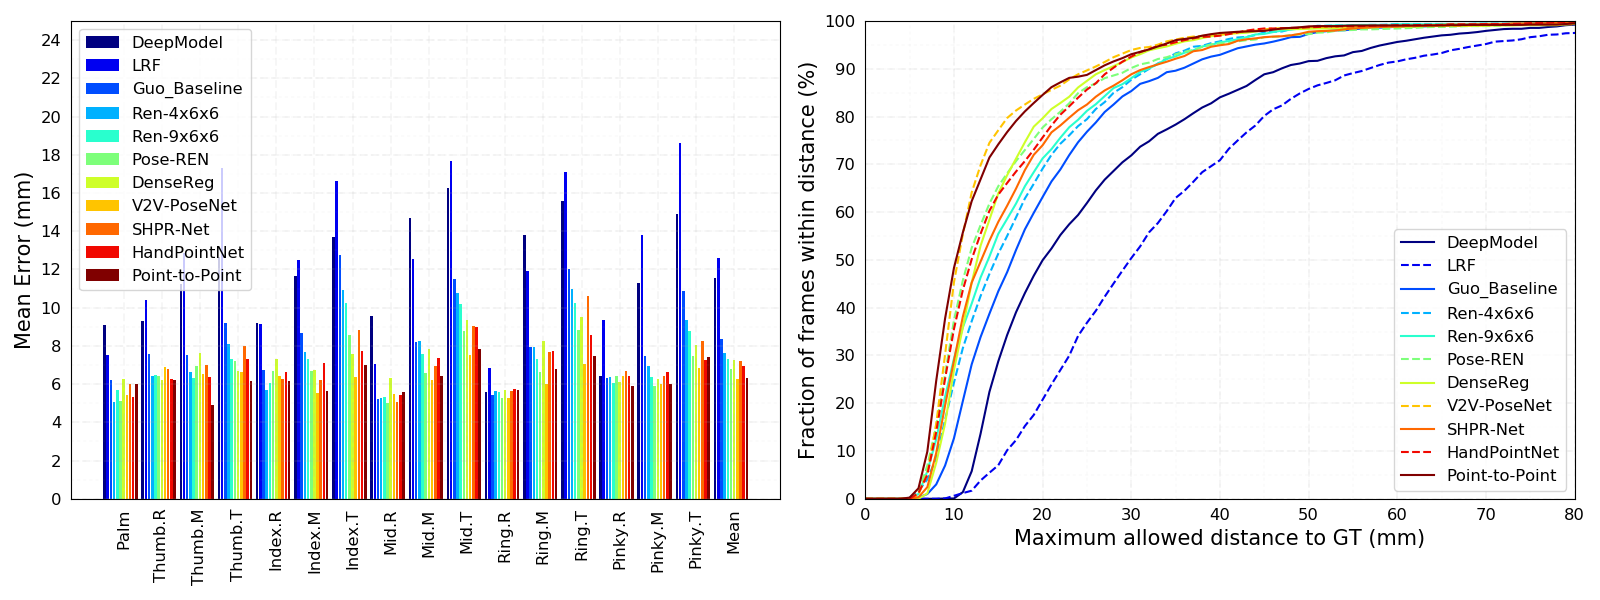 Mean Error (mm)
24
22
20
18
16
14
12
10
8
6
4
2
0
DeepModel
LRF
Guo_Baseline
Ren-4x6x6
Ren-9x6x6
Pose-REN
DenseReg
V2V-PoseNet
SHPR-Net
HandPointNet
Point-to-Point
Palm
Thumb.R
Thumb.M
Thumb.T
Index.R
Index.M
Index.T
Mid.R
Mid.M
Mid.T
Ring.R
Ring.M
Ring.T
Pinky.R
Pinky.M
Pinky.T
Mean
Fraction of frames within distance (%)
100
90
80
70
60
50
40
30
20
10
0
DeepModel
LRF
Guo_Baseline
Ren-4x6x6
Ren-9x6x6
Pose-REN
DenseReg
V2V-PoseNet
SHPR-Net
HandPointNet
Point-to-Point
0 10 20 30 40 50 60 70 80
Maximum allowed distance to GT (mm)